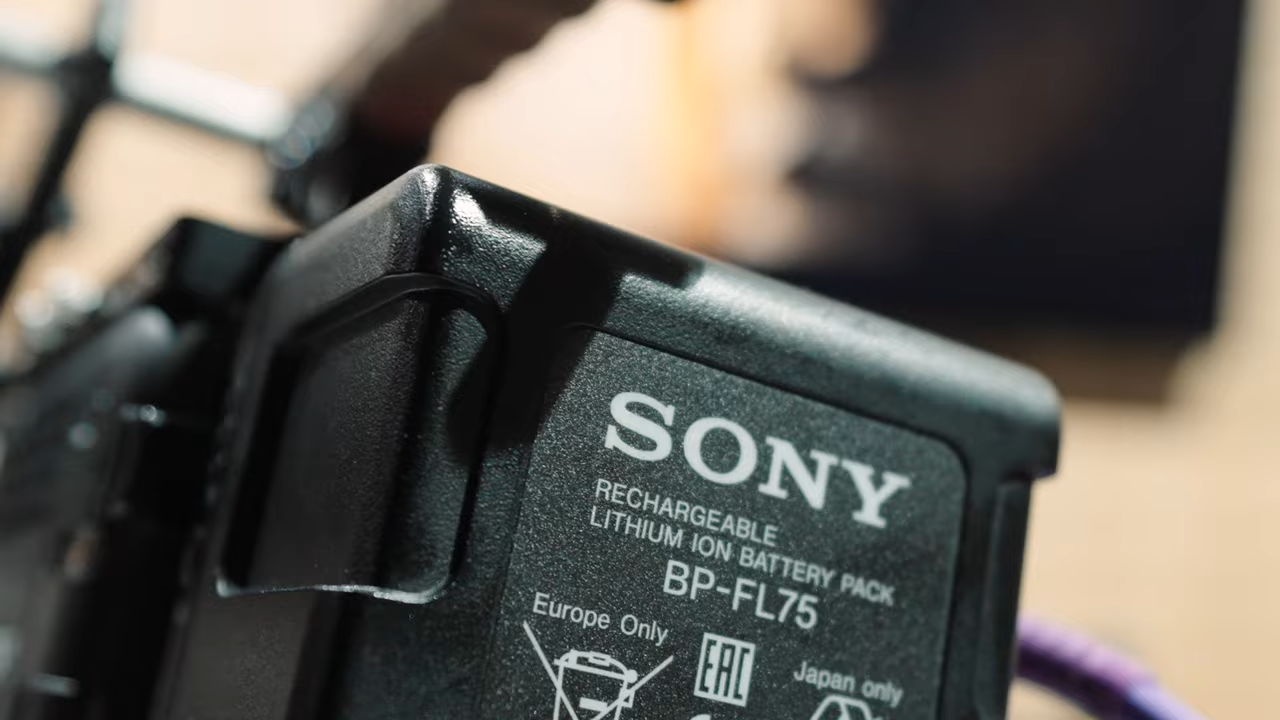 SONY
RECHARGEABLE
LITHIUM ION BATTERY PACK
BP-FL75
Europe Only
EAC
Japan only